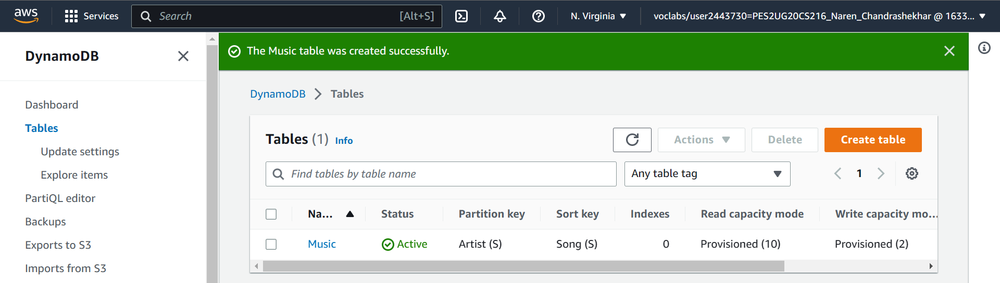 aws Services Search [Alt+S] N. Virginia voclabs/user2443730=PES2UG20CS216_Naren_Chandrashekhar @ 1633...
DynamoDB
Dashboard
Tables
Update settings
Explore items
PartiQL editor
Backups
Exports to S3
Imports from S3
The Music table was created successfully.
DynamoDB Tables
Tables (1) Info Actions Delete Create table
Find tables by table name Any table tag 1
Na... Status Partition key Sort key Indexes Read capacity mode Write capacity mo...
Music Active Artist (S) Song (S) 0 Provisioned (10) Provisioned (2)